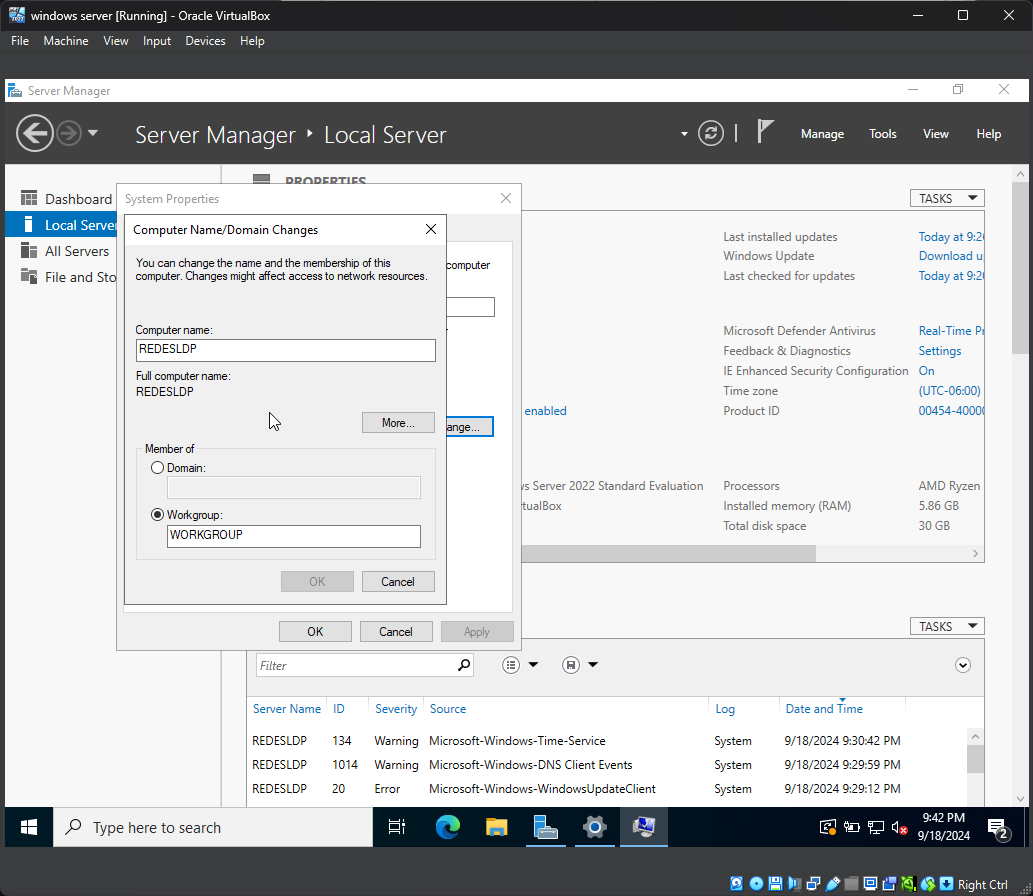 windows server [Running] - Oracle VirtualBox
File Machine View Input Devices Help
Server Manager
Server Manager Local Server
Manage Tools View Help
Dashboard
Local Serve
All Servers
File and Sto
PROPERTIES
TASKS
System Properties
computer
ange...
Computer Name/Domain Changes
You can change the name and the membership of this
computer. Changes might affect access to network resources.
Computer name:
REDESLDP
Full computer name:
REDESLDP
More...
Member of
Domain:
Workgroup:
WORKGROUP
OK Cancel
OK Cancel Apply
Last installed updates Today at 9:2
Windows Update Download u
Last checked for updates Today at 9:2
Microsoft Defender Antivirus Real-Time Pr
Feedback & Diagnostics Settings
IE Enhanced Security Configuration On
Time zone (UTC-06:00)
enabled Product ID 00454-40000
s Server 2022 Standard Evaluation Processors AMD Ryzen
tualBox Installed memory (RAM) 5.86 GB
Total disk space 30 GB
TASKS
Filter
Server Name ID Severity Source Log Date and Time
REDESLDP 134 Warning Microsoft-Windows-Time-Service System 9/18/2024 9:30:42 PM
REDESLDP 1014 Warning Microsoft-Windows-DNS Client Events System 9/18/2024 9:29:59 PM
REDESLDP 20 Error Microsoft-Windows-WindowsUpdateClient System 9/18/2024 9:29:12 PM
Type here to search
9:42 PM
9/18/2024
2
Right Ctrl